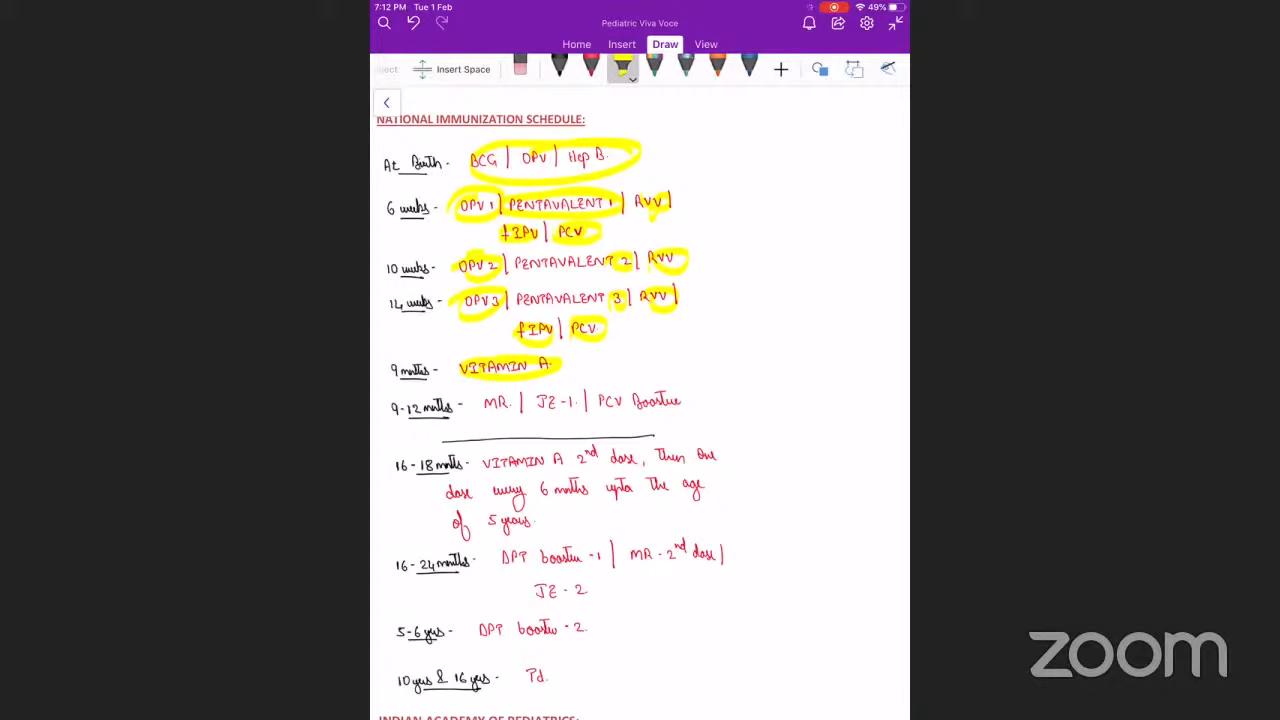 7:12 PM Tue 1 Feb
49%
Pediatric Viva Voce
Home Insert Draw View
Insert Space
NATIONAL IMMUNIZATION SCHEDULE:
At Birth - BCG | OPV | Hep B.
6 weeks - OPV 1 | PENTAVALENT 1 | RVV |
fIPV | PCV
10 weeks - OPV 2 | PENTAVALENT 2 | RVV
14 weeks - OPV 3 | PENTAVALENT 3 | RVV |
fIPV | PCV.
9 months - VITAMIN A.
9-12 months - MR. | JE-1. | PCV Booster
16-18 months - VITAMIN A 2nd dose, then one
dose every 6 months upto the age
of 5 years.
16-24 months - DPT booster -1 | MR - 2nd dose |
JE - 2
5-6 yrs - DPT booster - 2.
10 yrs & 16 yrs - Td.
INDIAN ACADEMY OF PEDIATRICS:
zoom